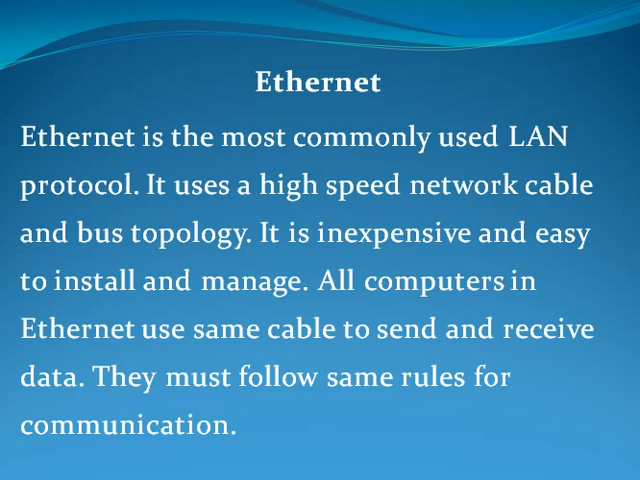 Ethernet
Ethernet is the most commonly used LAN
protocol. It uses a high speed network cable
and bus topology. It is inexpensive and easy
to install and manage. All computers in
Ethernet use same cable to send and receive
data. They must follow same rules for
communication.